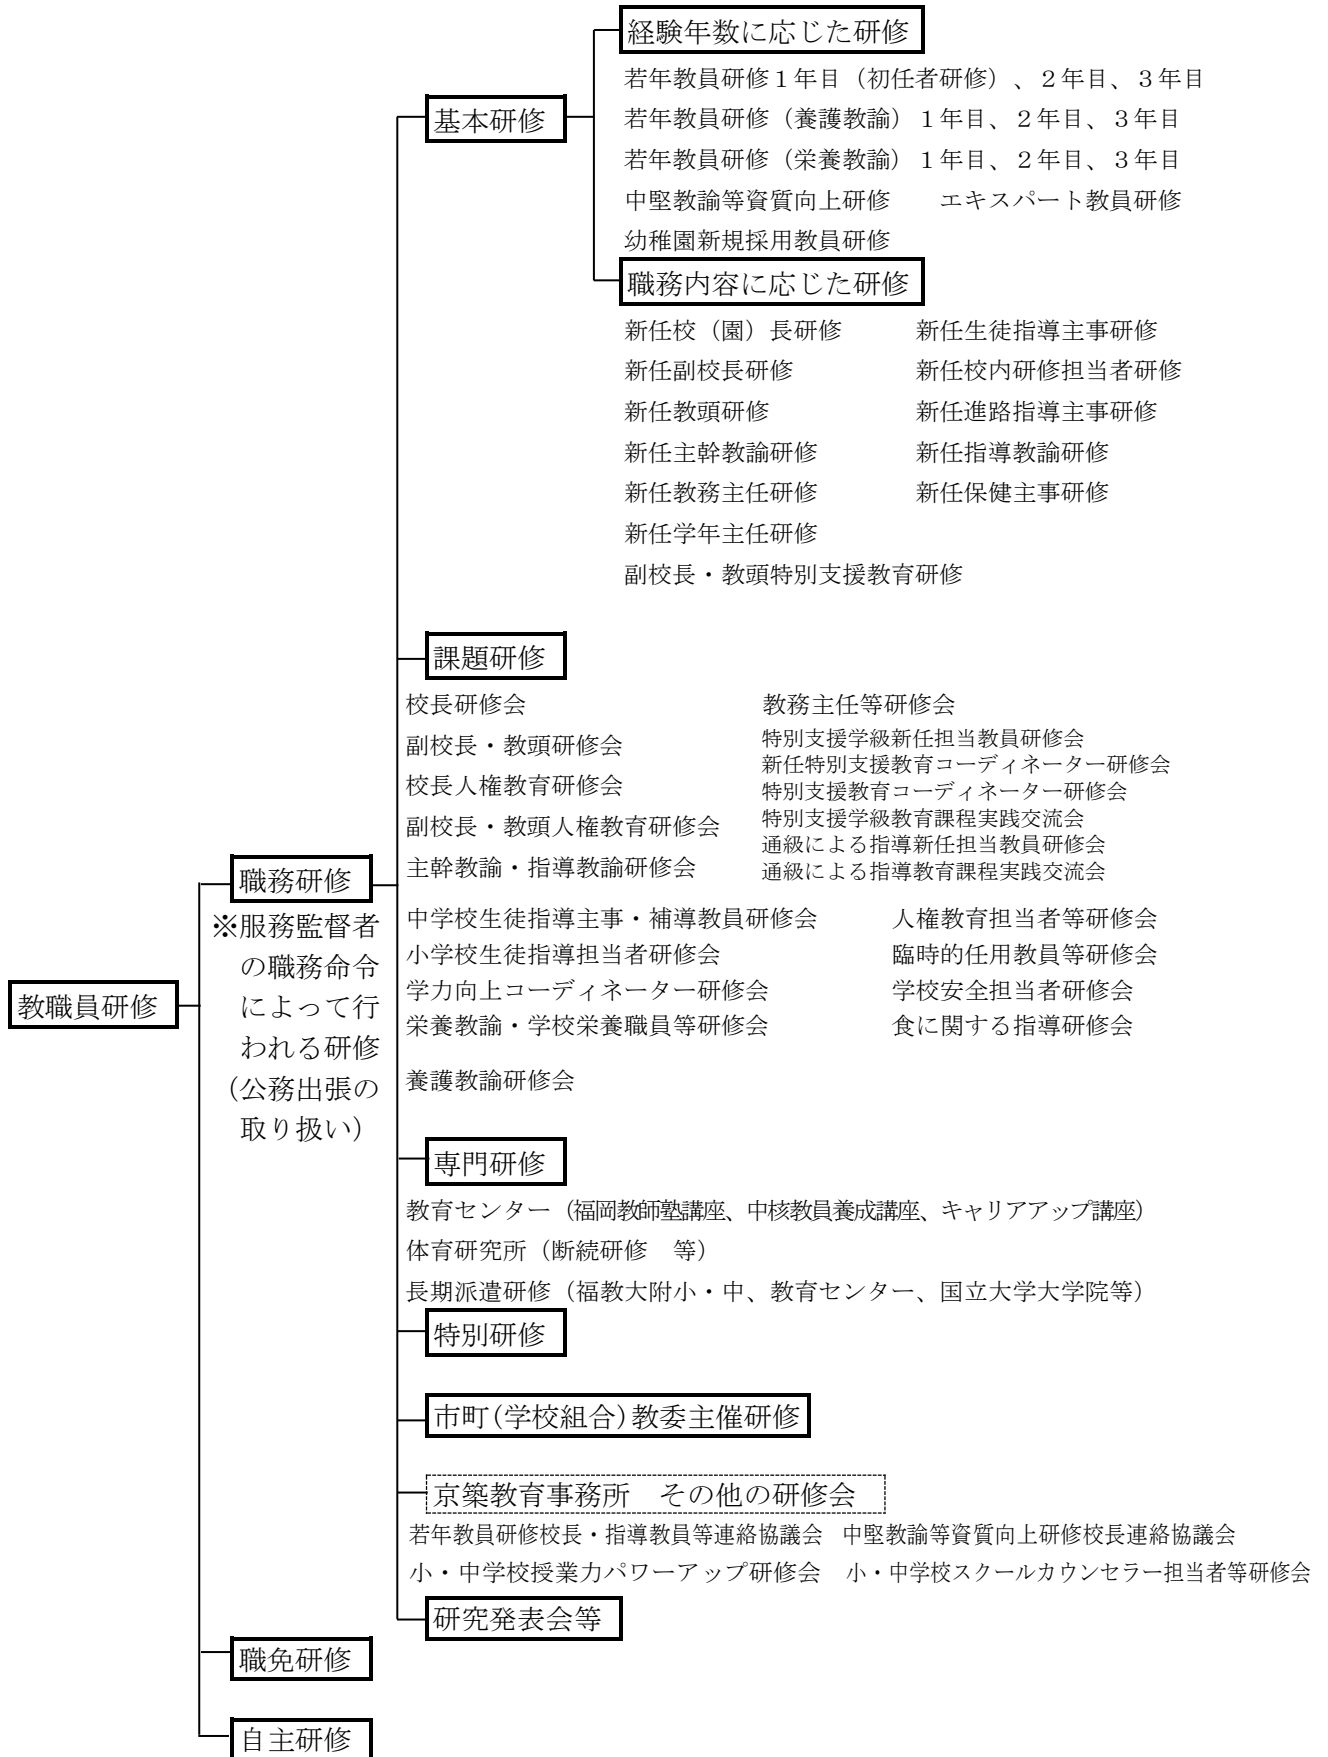 経験年数に応じた研修
若年教員研修１年目（初任者研修）、２年目、３年目
基本研修
若年教員研修（養護教諭）１年目、２年目、３年目
若年教員研修（栄養教諭）１年目、２年目、３年目
中堅教諭等資質向上研修　　エキスパート教員研修
幼稚園新規採用教員研修
職務内容に応じた研修
新任校（園）長研修　　　新任生徒指導主事研修
新任副校長研修　　　　　新任校内研修担当者研修
新任教頭研修　　　　　　新任進路指導主事研修
新任主幹教諭研修　　　　新任指導教諭研修
新任教務主任研修　　　　新任保健主事研修
新任学年主任研修
副校長・教頭特別支援教育研修
課題研修
校長研修会
副校長・教頭研修会
校長人権教育研修会
副校長・教頭人権教育研修会
主幹教諭・指導教諭研修会
教務主任等研修会
特別支援学級新任担当教員研修会
新任特別支援教育コーディネーター研修会
特別支援教育コーディネーター研修会
特別支援学級教育課程実践交流会
通級による指導新任担当教員研修会
通級による指導教育課程実践交流会
職務研修
※服務監督者
の職務命令
によって行
われる研修
（公務出張の
取り扱い）
教職員研修
中学校生徒指導主事・補導教員研修会　　　人権教育担当者等研修会
小学校生徒指導担当者研修会　　　　　　　臨時的任用教員等研修会
学力向上コーディネーター研修会　　　　　学校安全担当者研修会
栄養教諭・学校栄養職員等研修会　　　　　食に関する指導研修会
養護教諭研修会
専門研修
教育センター（福岡教師塾講座、中核教員養成講座、キャリアアップ講座）
体育研究所（断続研修　等）
長期派遣研修（福教大附小・中、教育センター、国立大学大学院等）
特別研修
市町(学校組合)教委主催研修
京築教育事務所　その他の研修会
若年教員研修校長・指導教員等連絡協議会　中堅教諭等資質向上研修校長連絡協議会
小・中学校授業力パワーアップ研修会　小・中学校スクールカウンセラー担当者等研修会
研究発表会等
職免研修
自主研修